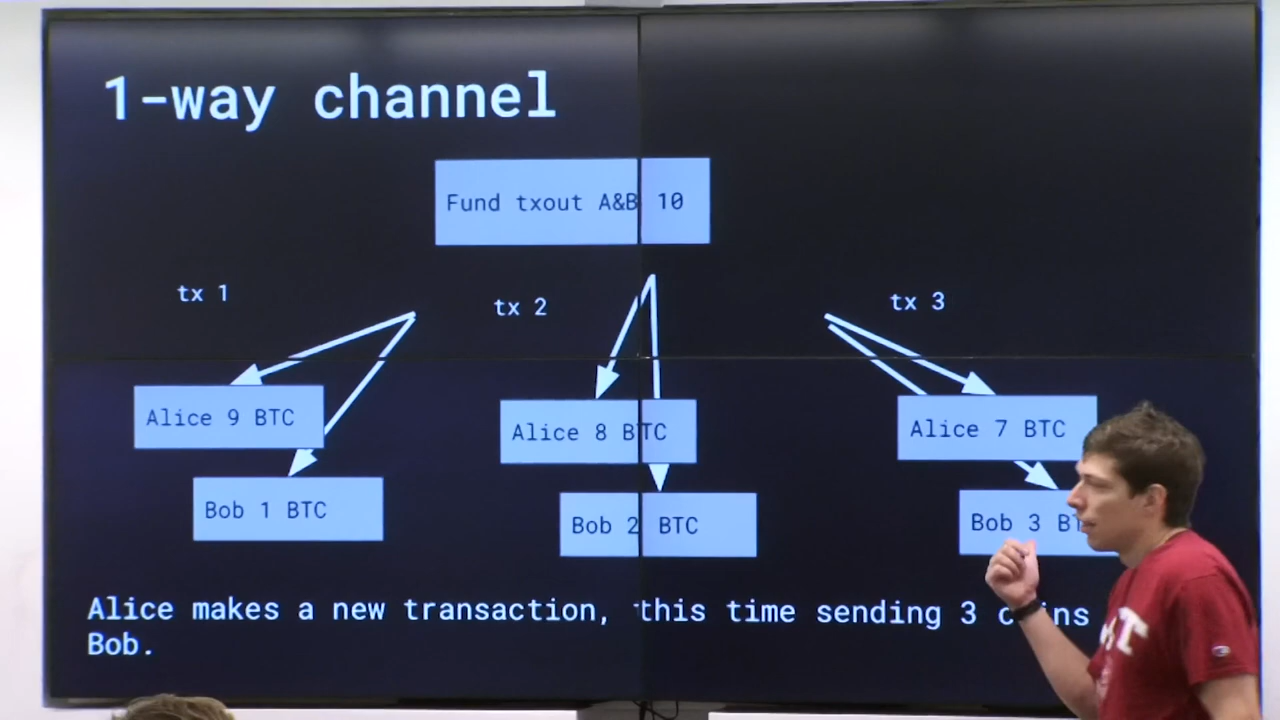 1-way channel
Fund txout A&B 10
tx 1
tx 2
tx 3
Alice 9 BTC
Alice 8 BTC
Alice 7 BTC
Bob 1 BTC
Bob 2 BTC
Bob 3
Alice makes a new transaction, this time sending 3
Bob.